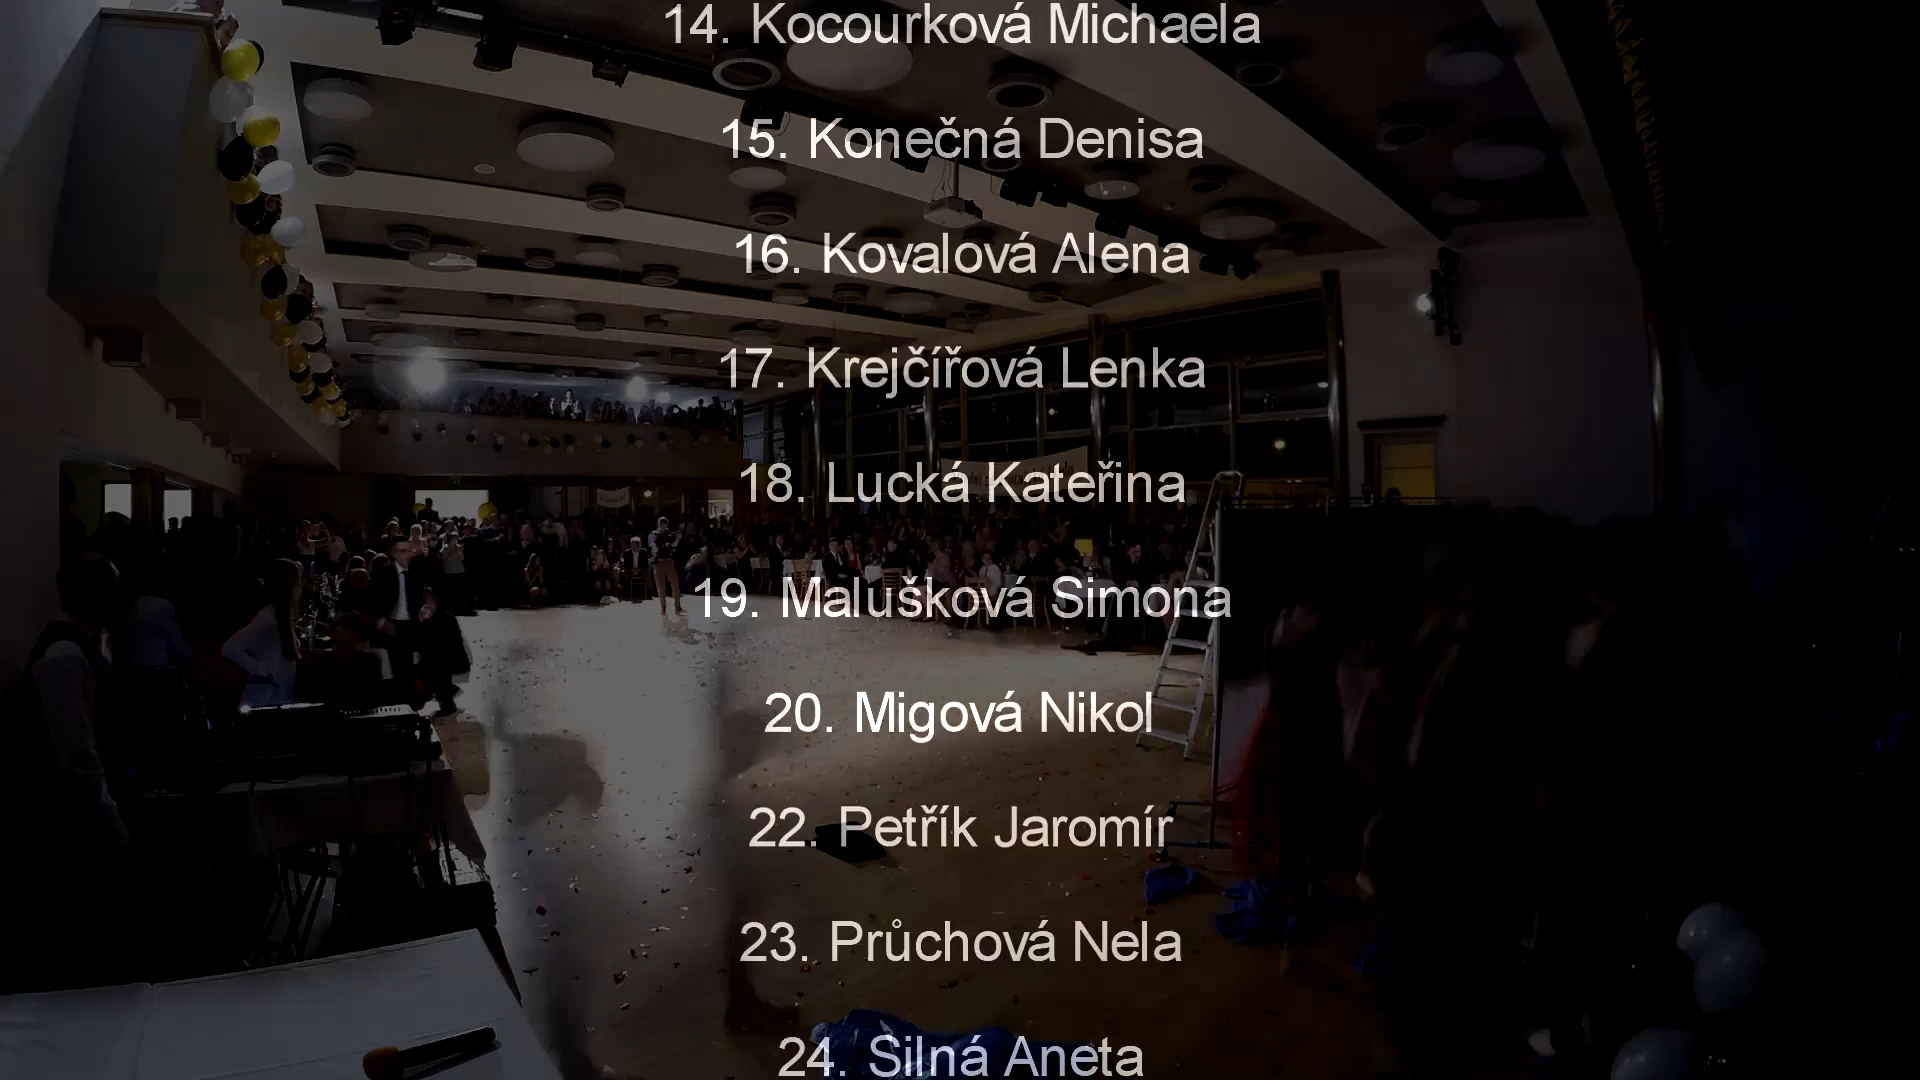 14. Kocourková Michaela
15. Konečná Denisa
16. Kovalová Alena
17. Krejčířová Lenka
18. Lucká Kateřina
19. Malušková Simona
20. Migová Nikol
22. Petřík Jaromír
23. Průchová Nela
24. Silná Aneta